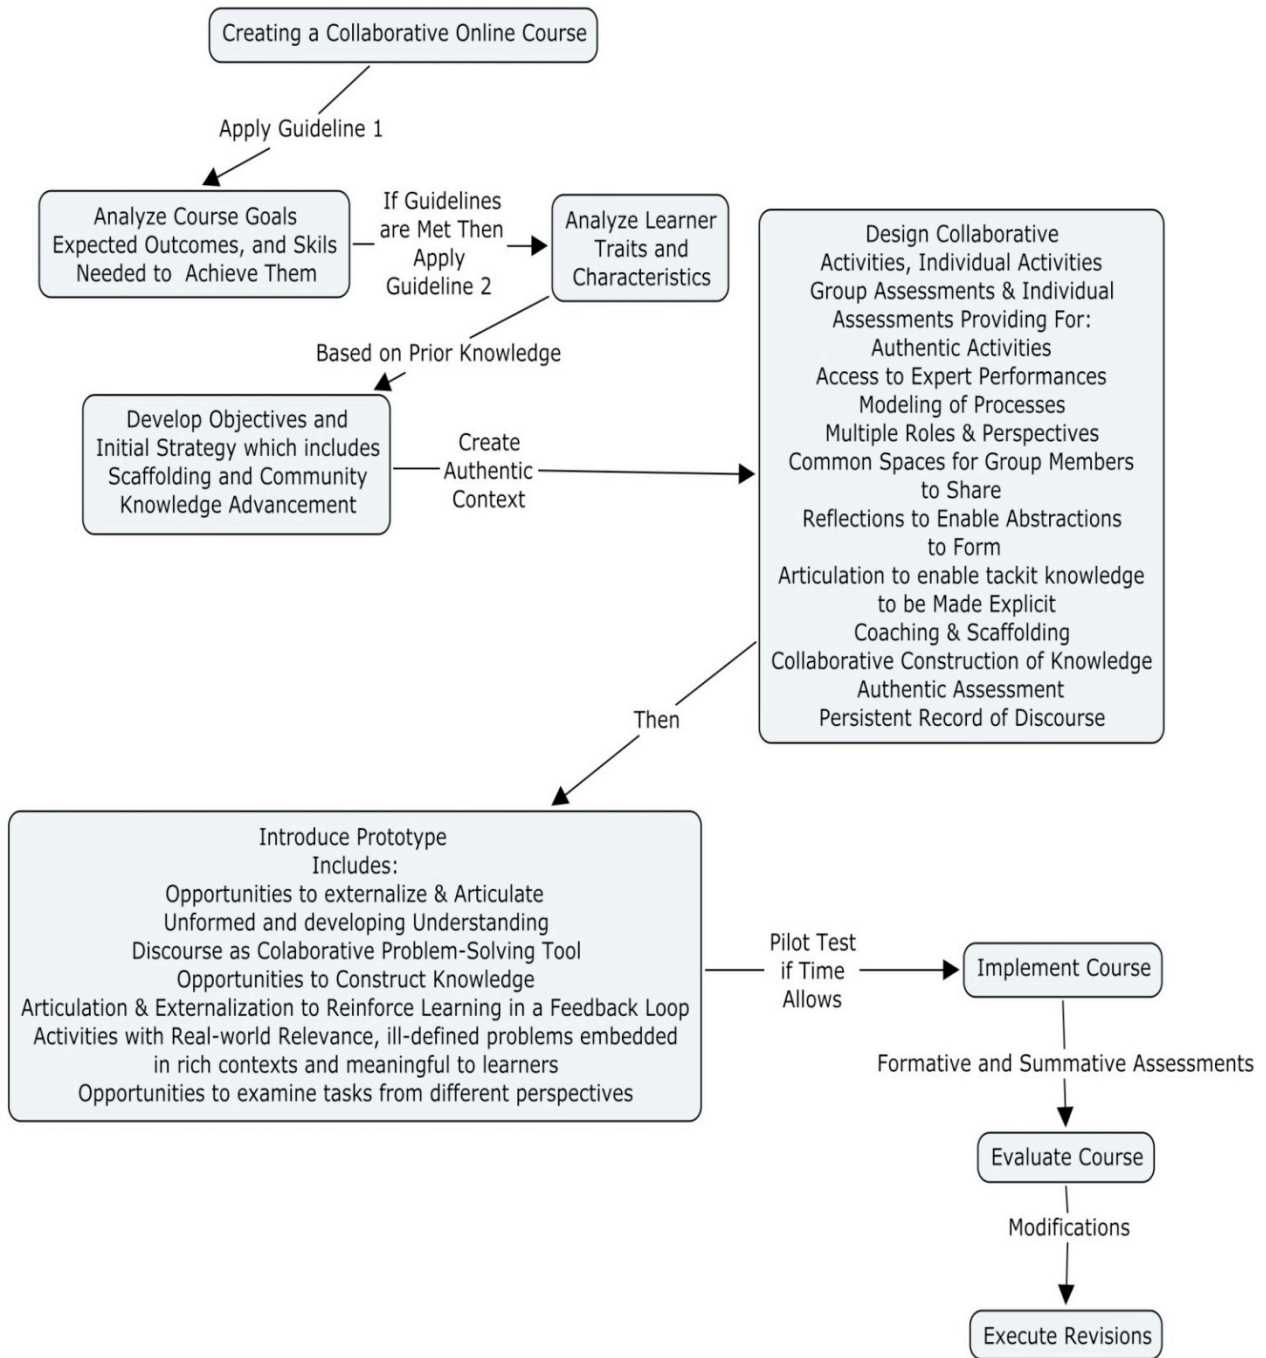 Creating a Collaborative Online Course
Apply Guideline 1
Analyze Course Goals
Expected Outcomes, and Skils
Needed to Achieve Them
If Guidelines
are Met Then
Apply
Guideline 2
Analyze Learner
Traits and
Characteristics
Based on Prior Knowledge
Develop Objectives and
Initial Strategy which includes
Scaffolding and Community
Knowledge Advancement
Create
Authentic
Context
Design Collaborative
Activities, Individual Activities
Group Assessments & Individual
Assessments Providing For:
Authentic Activities
Access to Expert Performances
Modeling of Processes
Multiple Roles & Perspectives
Common Spaces for Group Members
to Share
Reflections to Enable Abstractions
to Form
Articulation to enable tackit knowledge
to be Made Explicit
Coaching & Scaffolding
Collaborative Construction of Knowledge
Authentic Assessment
Persistent Record of Discourse
Then
Introduce Prototype
Includes:
Opportunities to externalize & Articulate
Unformed and developing Understanding
Discourse as Colaborative Problem-Solving Tool
Opportunities to Construct Knowledge
Articulation & Externalization to Reinforce Learning in a Feedback Loop
Activities with Real-world Relevance, ill-defined problems embedded
in rich contexts and meaningful to learners
Opportunities to examine tasks from different perspectives
Pilot Test
if Time
Allows
Implement Course
Formative and Summative Assessments
Evaluate Course
Modifications
Execute Revisions